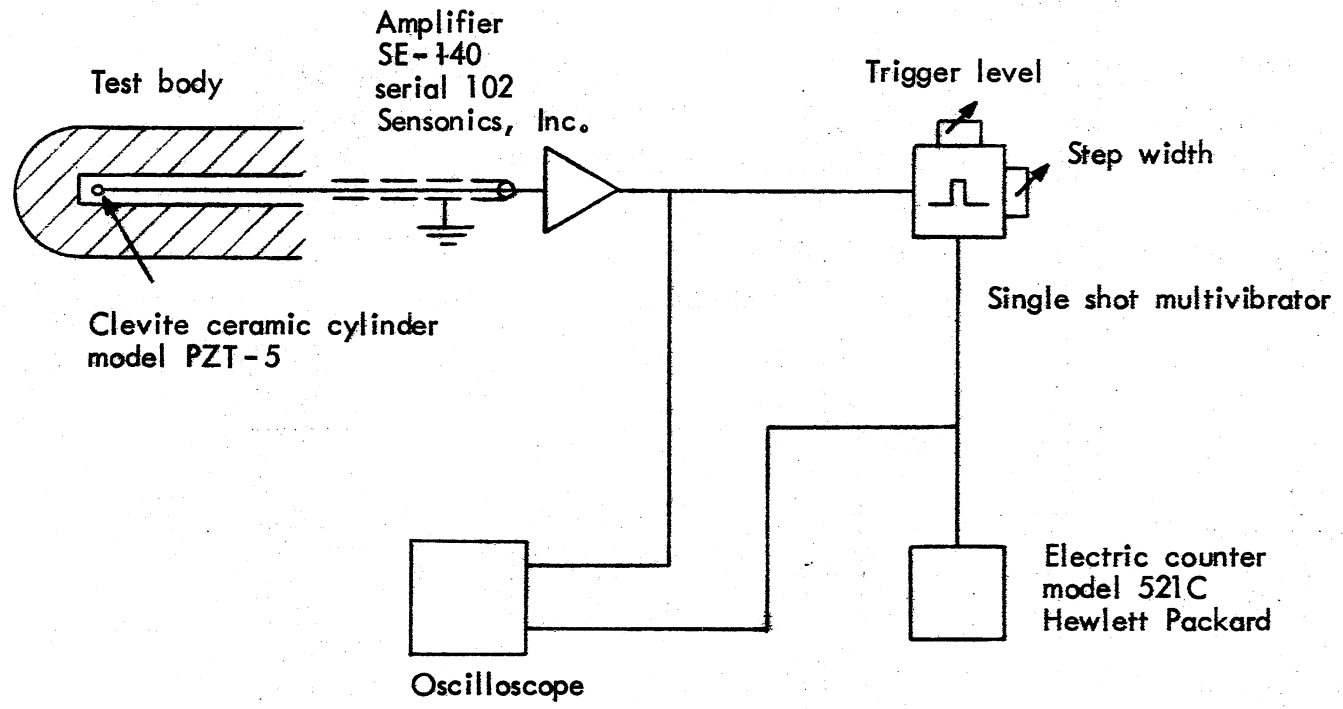 Amplifier
SE-140
serial 102
Sensonics, Inc.
Test body
Trigger level
Step width
Single shot multivibrator
Clevite ceramic cylinder
model PZT-5
Electric counter
model 521C
Hewlett Packard
Oscilloscope